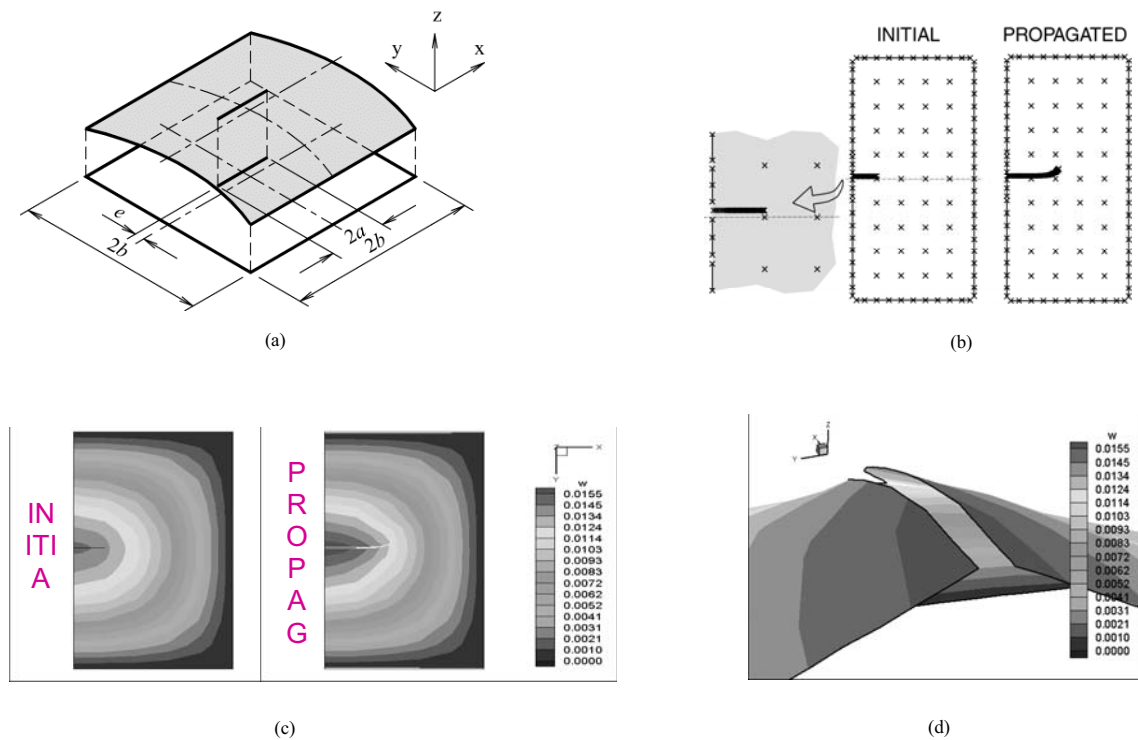 z
y
x
e
2b
2a
2b
(a)
INITIAL
PROPAGATED
(b)
IN
ITI
A
P
R
O
P
A
G
Z
X
Y
w
0.0155
0.0145
0.0134
0.0124
0.0114
0.0103
0.0093
0.0083
0.0072
0.0062
0.0052
0.0041
0.0031
0.0021
0.0010
0.0000
(c)
Z
X
Y
w
0.0155
0.0145
0.0134
0.0124
0.0114
0.0103
0.0093
0.0083
0.0072
0.0062
0.0052
0.0041
0.0031
0.0021
0.0010
0.0000
(d)